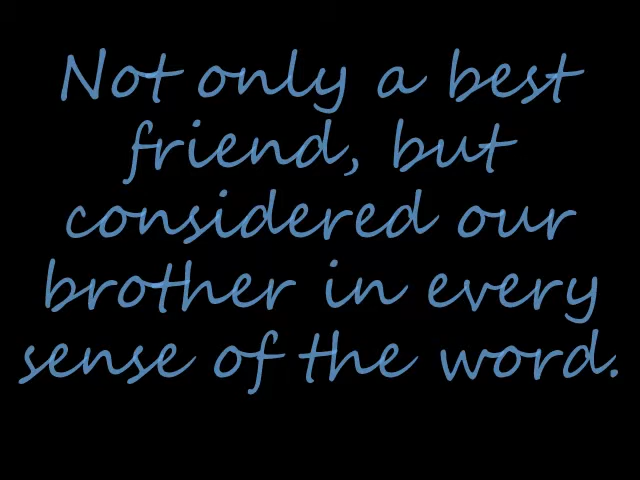 Not only a best
friend, but
considered our
brother in every
sense of the word.